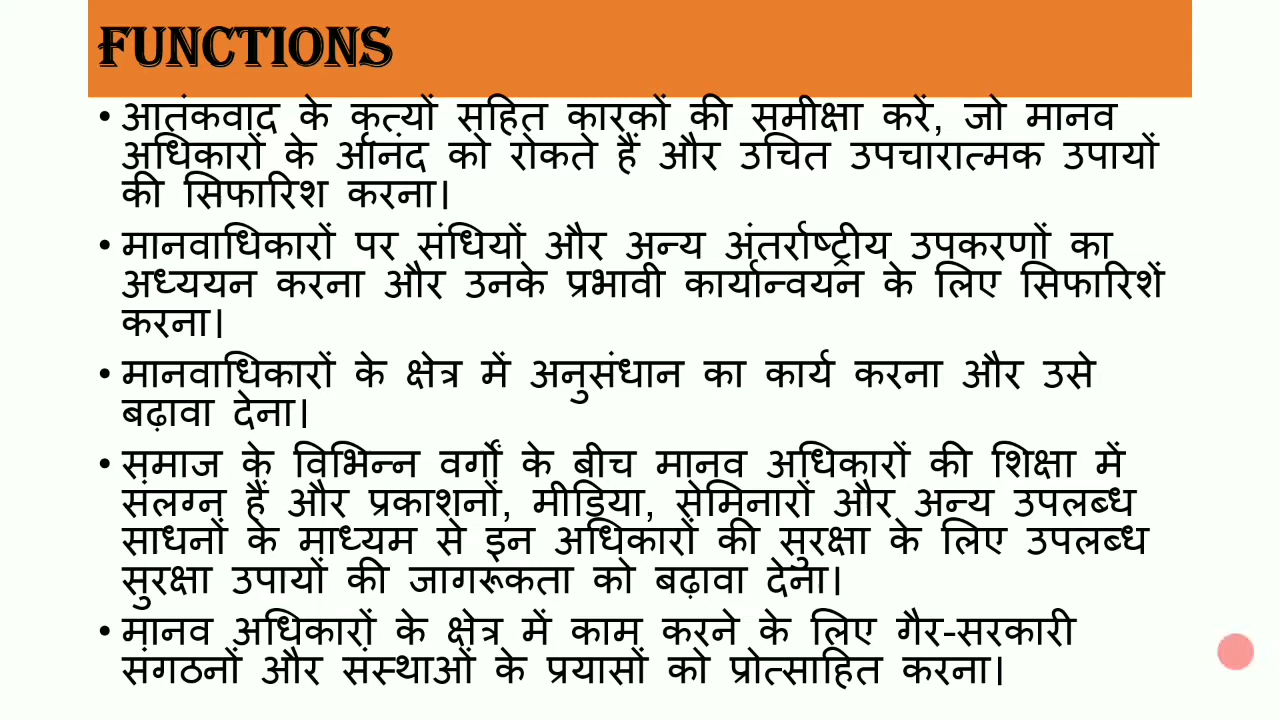 FUNCTIONS
• आतंकवाद के कृत्यों सहित कारकों की समीक्षा करें, जो मानव
अधिकारों के आनंद को रोकते हैं और उचित उपचारात्मक उपायों
की सिफारिश करना।
• मानवाधिकारों पर संधियों और अन्य अंतर्राष्ट्रीय उपकरणों का
अध्ययन करना और उनके प्रभावी कार्यान्वयन के लिए सिफारिशें
करना।
• मानवाधिकारों के क्षेत्र में अनुसंधान का कार्य करना और उसे
बढ़ावा देना।
• समाज के विभिन्न वर्गों के बीच मानव अधिकारों की शिक्षा में
संलग्न हैं और प्रकाशनों, मीडिया, सेमिनारों और अन्य उपलब्ध
साधनों के माध्यम से इन अधिकारों की सुरक्षा के लिए उपलब्ध
सुरक्षा उपायों की जागरूकता को बढ़ावा देना।
• मानव अधिकारों के क्षेत्र में काम करने के लिए गैर-सरकारी
संगठनों और संस्थाओं के प्रयासों को प्रोत्साहित करना।